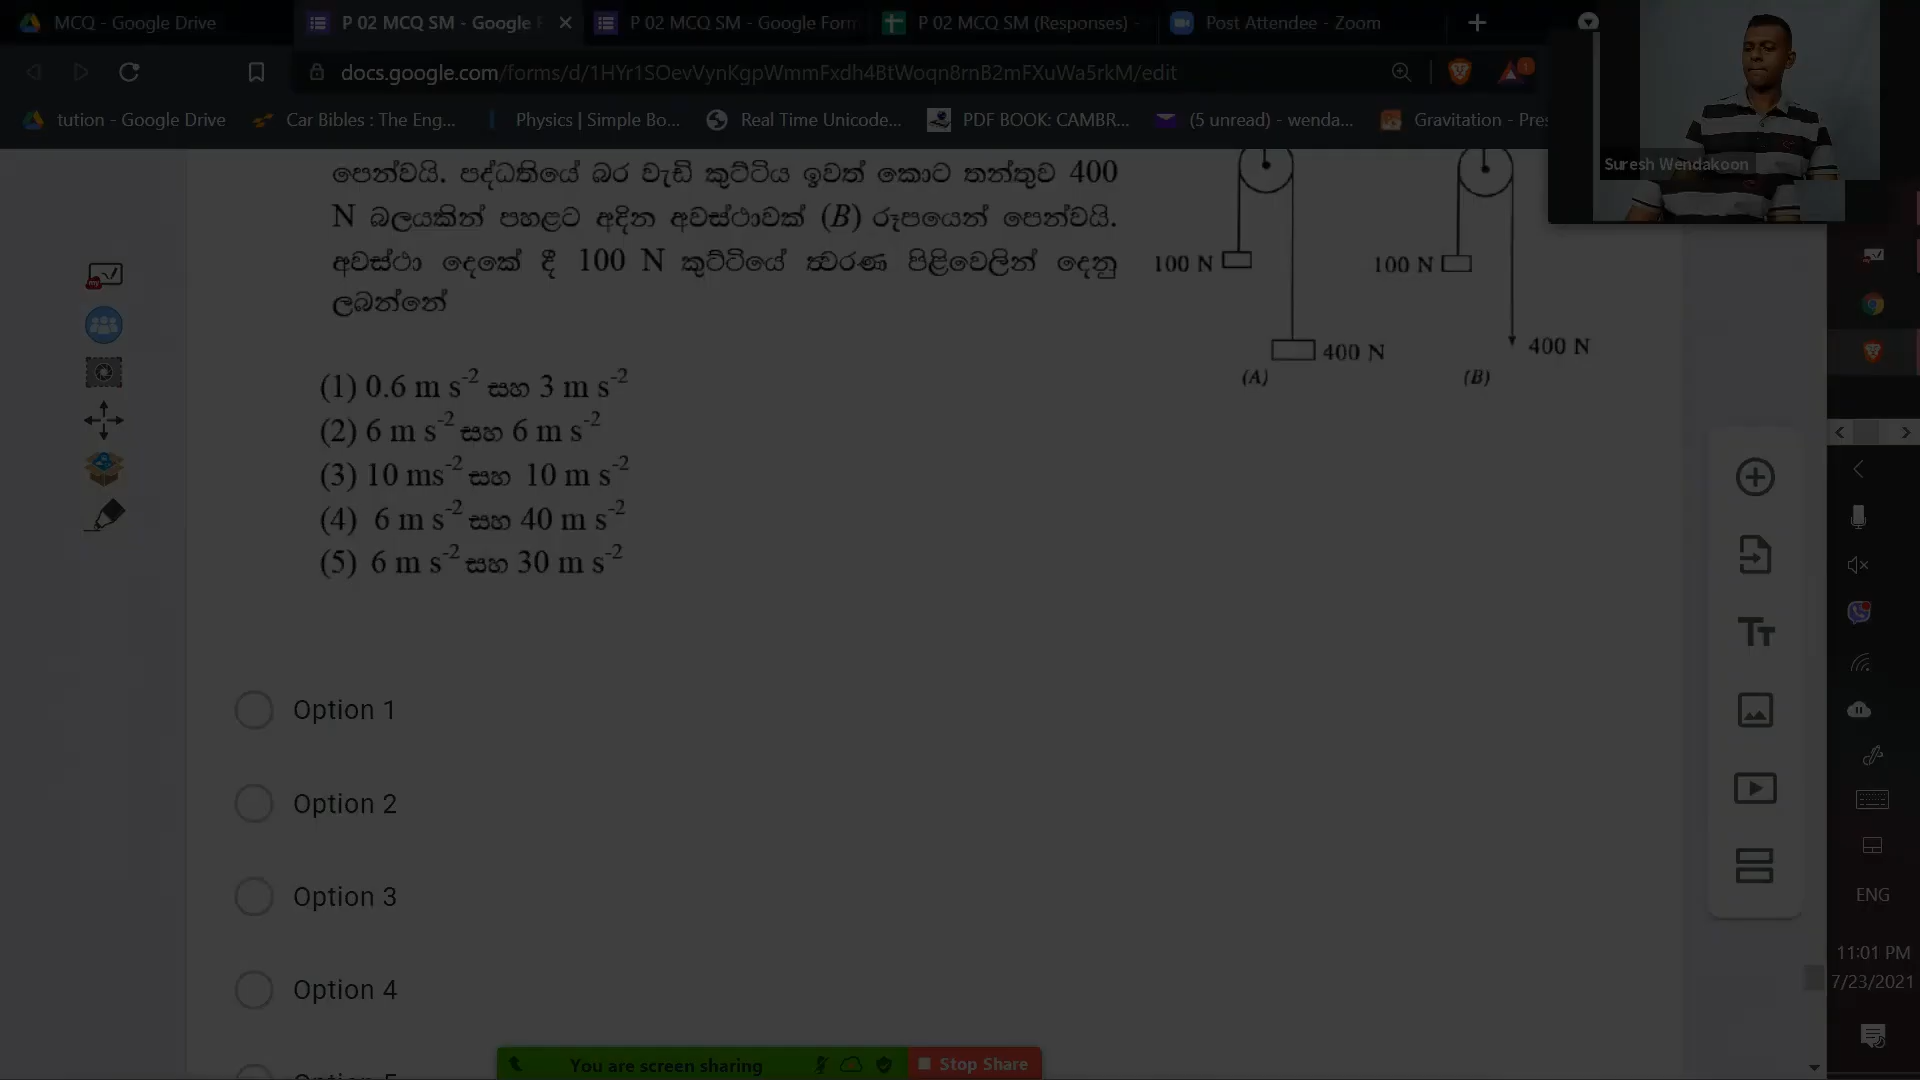 MCQ - Google Drive
P 02 MCQ SM - Google F
P 02 MCQ SM - Google Form
P 02 MCQ SM (Responses) -
Post Attendee - Zoom
docs.google.com/forms/d/1HYr1SOevVynKgpWmmFxdh4BtWoqn8rnB2mFXuWa5rkM/edit
1
tution - Google Drive
Car Bibles : The Eng...
Physics | Simple Bo...
Real Time Unicode...
PDF BOOK: CAMBR...
(5 unread) - wenda...
Gravitation - Pres
Suresh Wendakoon
පෙන්වයි. පද්ධතියේ බර වැඩි කුට්ටිය ඉවත් කොට තන්තුව 400
N බලයකින් පහළට අදින අවස්ථාවක් (B) රූපයෙන් පෙන්වයි.
අවස්ථා දෙකේ දී 100 N කුට්ටියේ ත්වරණ පිළිවෙලින් දෙනු
ලබන්නේ
100 N
400 N
(A)
100 N
400 N
(B)
(1) 0.6 m s⁻² සහ 3 m s⁻²
(2) 6 m s⁻² සහ 6 m s⁻²
(3) 10 ms⁻² සහ 10 m s⁻²
(4) 6 m s⁻² සහ 40 m s⁻²
(5) 6 m s⁻² සහ 30 m s⁻²
Option 1
Option 2
Option 3
Option 4
ENG
11:01 PM
7/23/2021
You are screen sharing
Stop Share